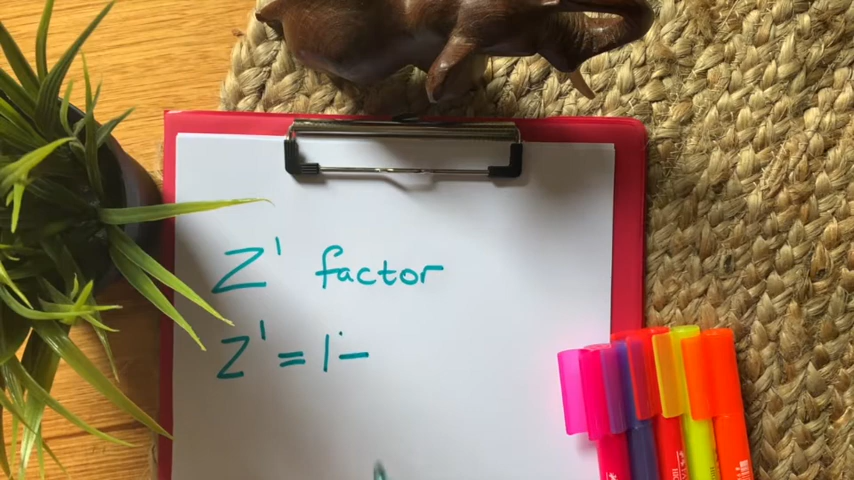 Z' factor
Z' = 1 -